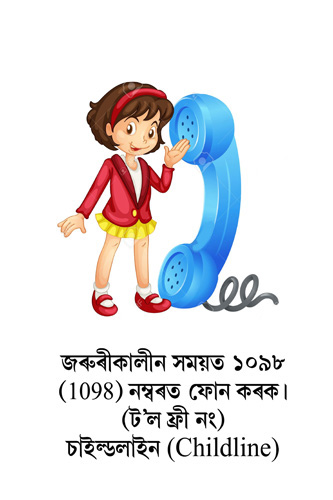 জৰুৰীকালীন সময়ত ১০৯৮
(1098) নম্বৰত ফোন কৰক।
(ট'ল ফ্ৰী নং)
চাইল্ডলাইন (Childline)